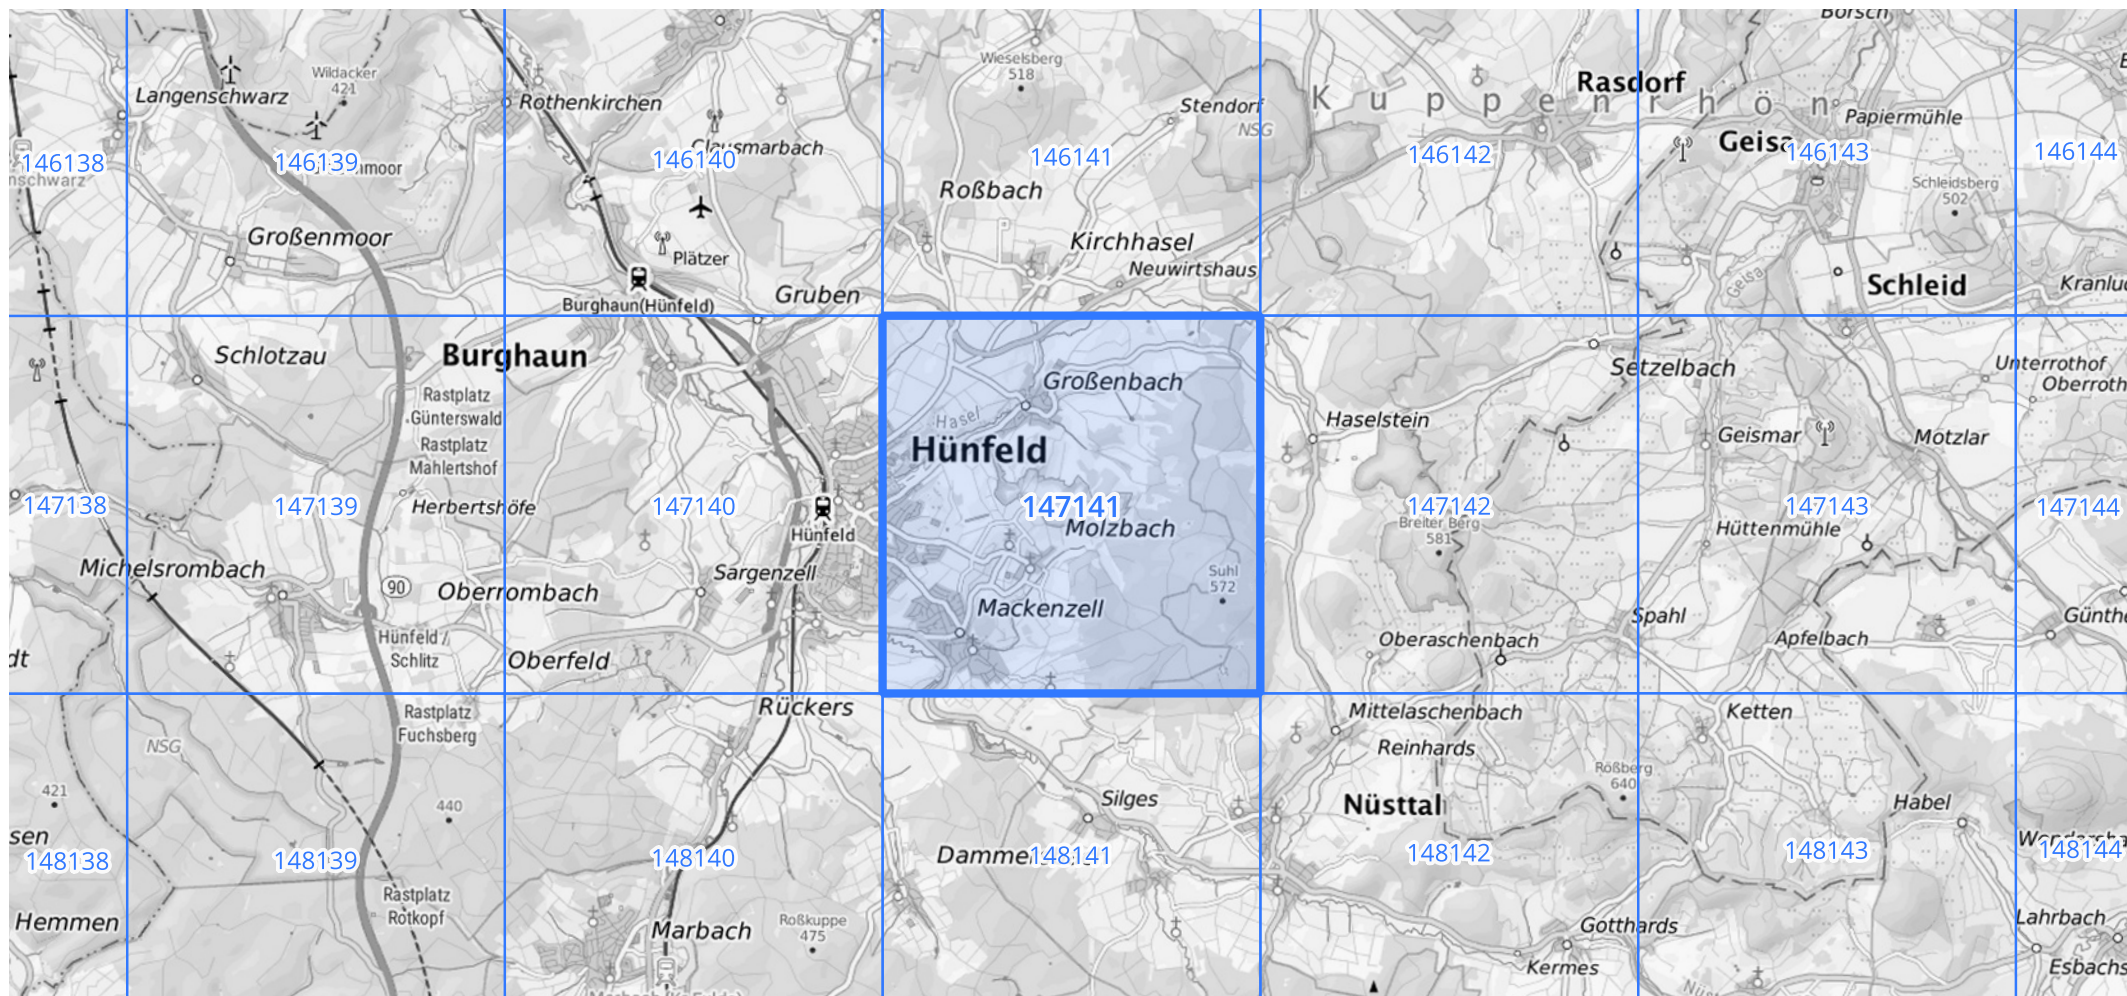 Borsch
Wildacker
421
Langenschwarz
Rothenkirchen
Wieselsberg
518
Stendorf
NSG
Kuppenrhön
Rasdorf
Papiermühle
Geisa
Clausmarbach
146138
146139
146140
146141
146142
146143
146144
nschwarz
nmoor
Roßbach
Schleidsberg
502
Großenmoor
Plätzer
Kirchhasel
Neuwirtshaus
Geisa
Schleid
Burghaun(Hünfeld)
Gruben
Schlotzau
Burghaun
Rastplatz
Günterswald
Rastplatz
Mahlertshof
Großenbach
Hasel
Hünfeld
Haselstein
Setzelbach
Unterrothof
Geismar
Motzlar
147138
147139
147140
147141
147142
147143
147144
Herbertshöfe
Hünfeld
Molzbach
Breiter Berg
581
Hüttenmühle
Michelsrombach
90
Oberrombach
Sargenzell
Suhl
572
Mackenzell
Spahl
Hünfeld /
Schlitz
Oberfeld
Oberaschenbach
Apfelbach
Rastplatz
Fuchsberg
Rückers
Mittelaschenbach
Reinhards
Ketten
NSG
421
440
Silges
Nüsttal
Roßberg
640
Habel
sen
148138
148139
148140
148141
148142
148143
148144
Rastplatz
Rotkopf
Hemmen
Marbach
Roßkuppe
475
Gotthards
Kermes
Lahrbach
Esbachs